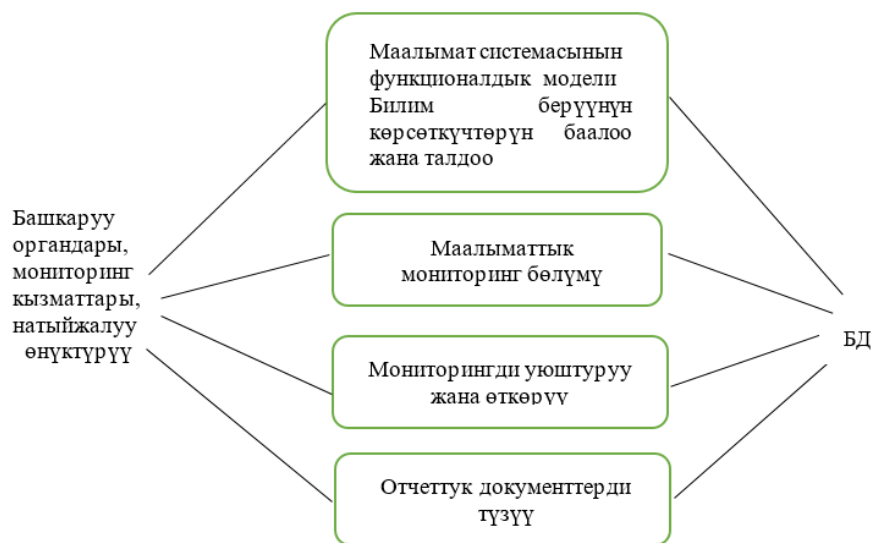 Маалымат системасынын
функционалдык модели
Билим берүүнүн
көрсөткүчтөрүн баалоо
жана талдоо
Башкаруу
органдары,
мониторинг
кызматтары,
натыйжалуу
өнүктүрүү
Маалыматтык
мониторинг бөлүмү
Мониторингди уюштуруу
жана өткөрүү
Отчеттук документтерди
түзүү
БД